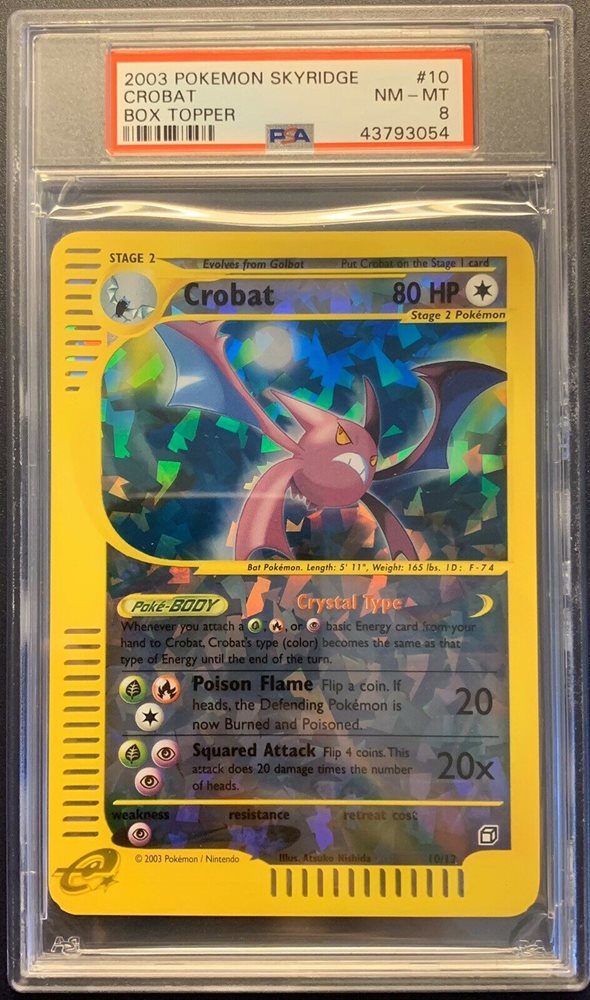 2003 POKEMON SKYRIDGE #10
CROBAT NM - MT
BOX TOPPER 8
PSA 43793054
STAGE 2 Evolves from Golbat Put Crobat on the Stage 1 card
Crobat 80 HP
Stage 2 Pokémon
Bat Pokémon. Length: 5' 11", Weight: 165 lbs. ID: F-74
Poké-BODY Crystal Type
Whenever you attach a , , or basic Energy card from your
hand to Crobat, Crobat's type (color) becomes the same as that
type of Energy until the end of the turn.
Poison Flame Flip a coin. If 20
heads, the Defending Pokémon is
now Burned and Poisoned.
Squared Attack Flip 4 coins. This 20x
attack does 20 damage times the number
of heads.
weakness resistance retreat cost
© 2003 Pokémon / Nintendo Illus. Atsuko Nishida 10/12
e